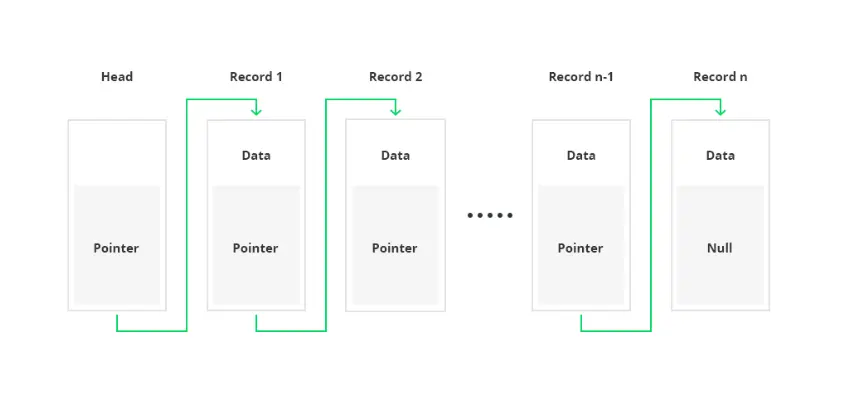 Head Record 1 Record 2 Record n-1 Record n
Data Data Data Data
Pointer Pointer Pointer Pointer Null